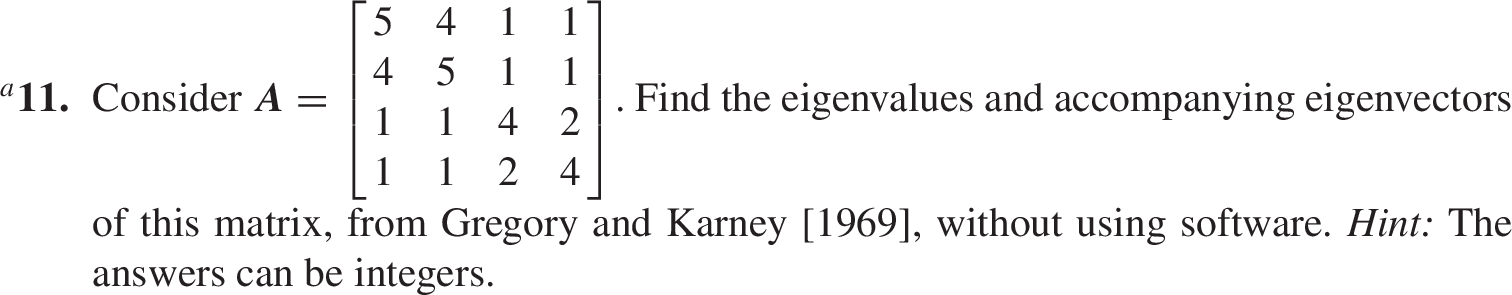 ᵃ11. Consider A = [5 4 1 1; 4 5 1 1; 1 1 4 2; 1 1 2 4]. Find the eigenvalues and accompanying eigenvectors
of this matrix, from Gregory and Karney [1969], without using software. Hint: The
answers can be integers.